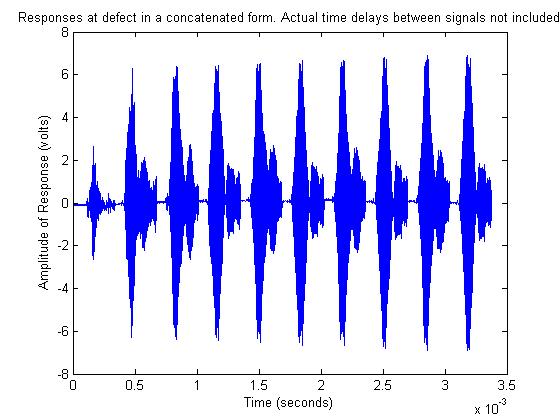 Responses at defect in a concatenated form. Actual time delays between signals not included
8
6
4
2
0
-2
-4
-6
-8
Amplitude of Response (volts)
0 0.5 1 1.5 2 2.5 3 3.5
Time (seconds)
x 10⁻³